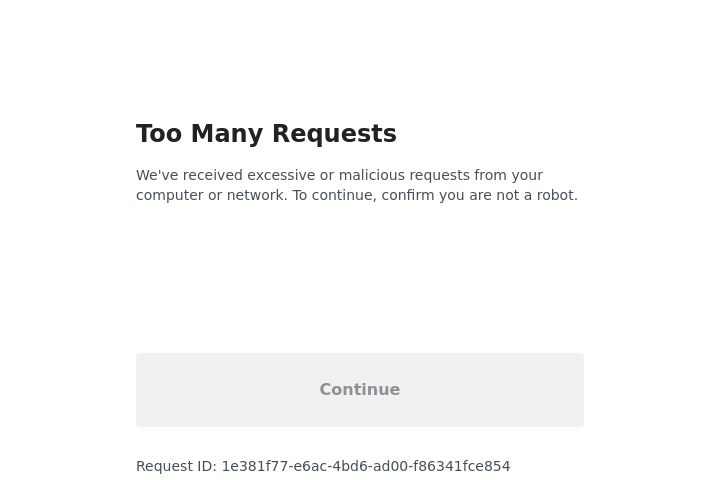 Too Many Requests
We've received excessive or malicious requests from your
computer or network. To continue, confirm you are not a robot.
Continue
Request ID: 1e381f77-e6ac-4bd6-ad00-f86341fce854